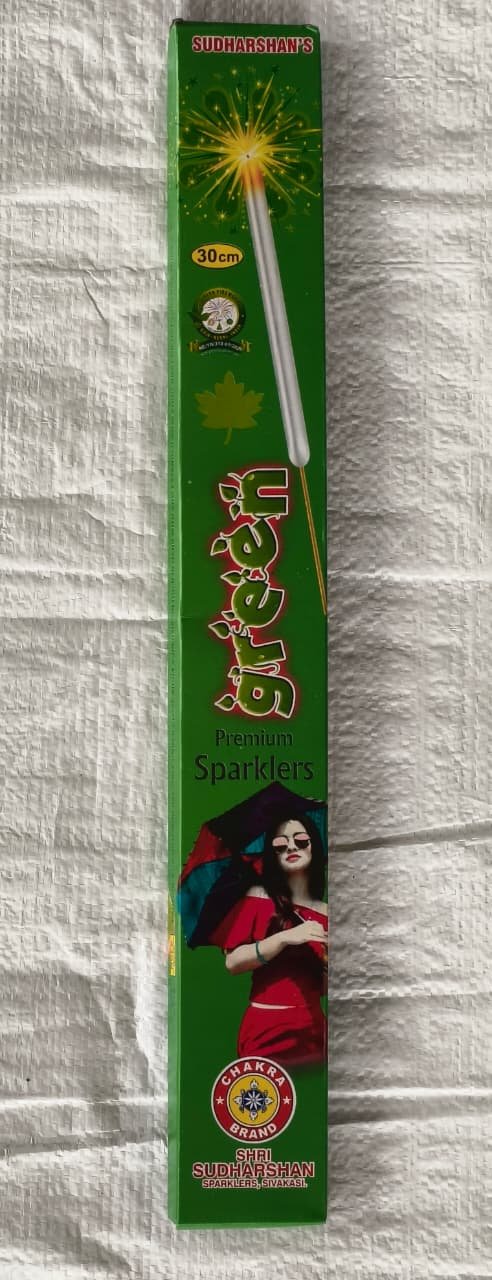 SUDHARSHAN'S
30cm
green
Premium
Sparklers
CHAKRA
BRAND
SHRI
SUDHARSHAN
SPARKLERS, SIVAKASI.